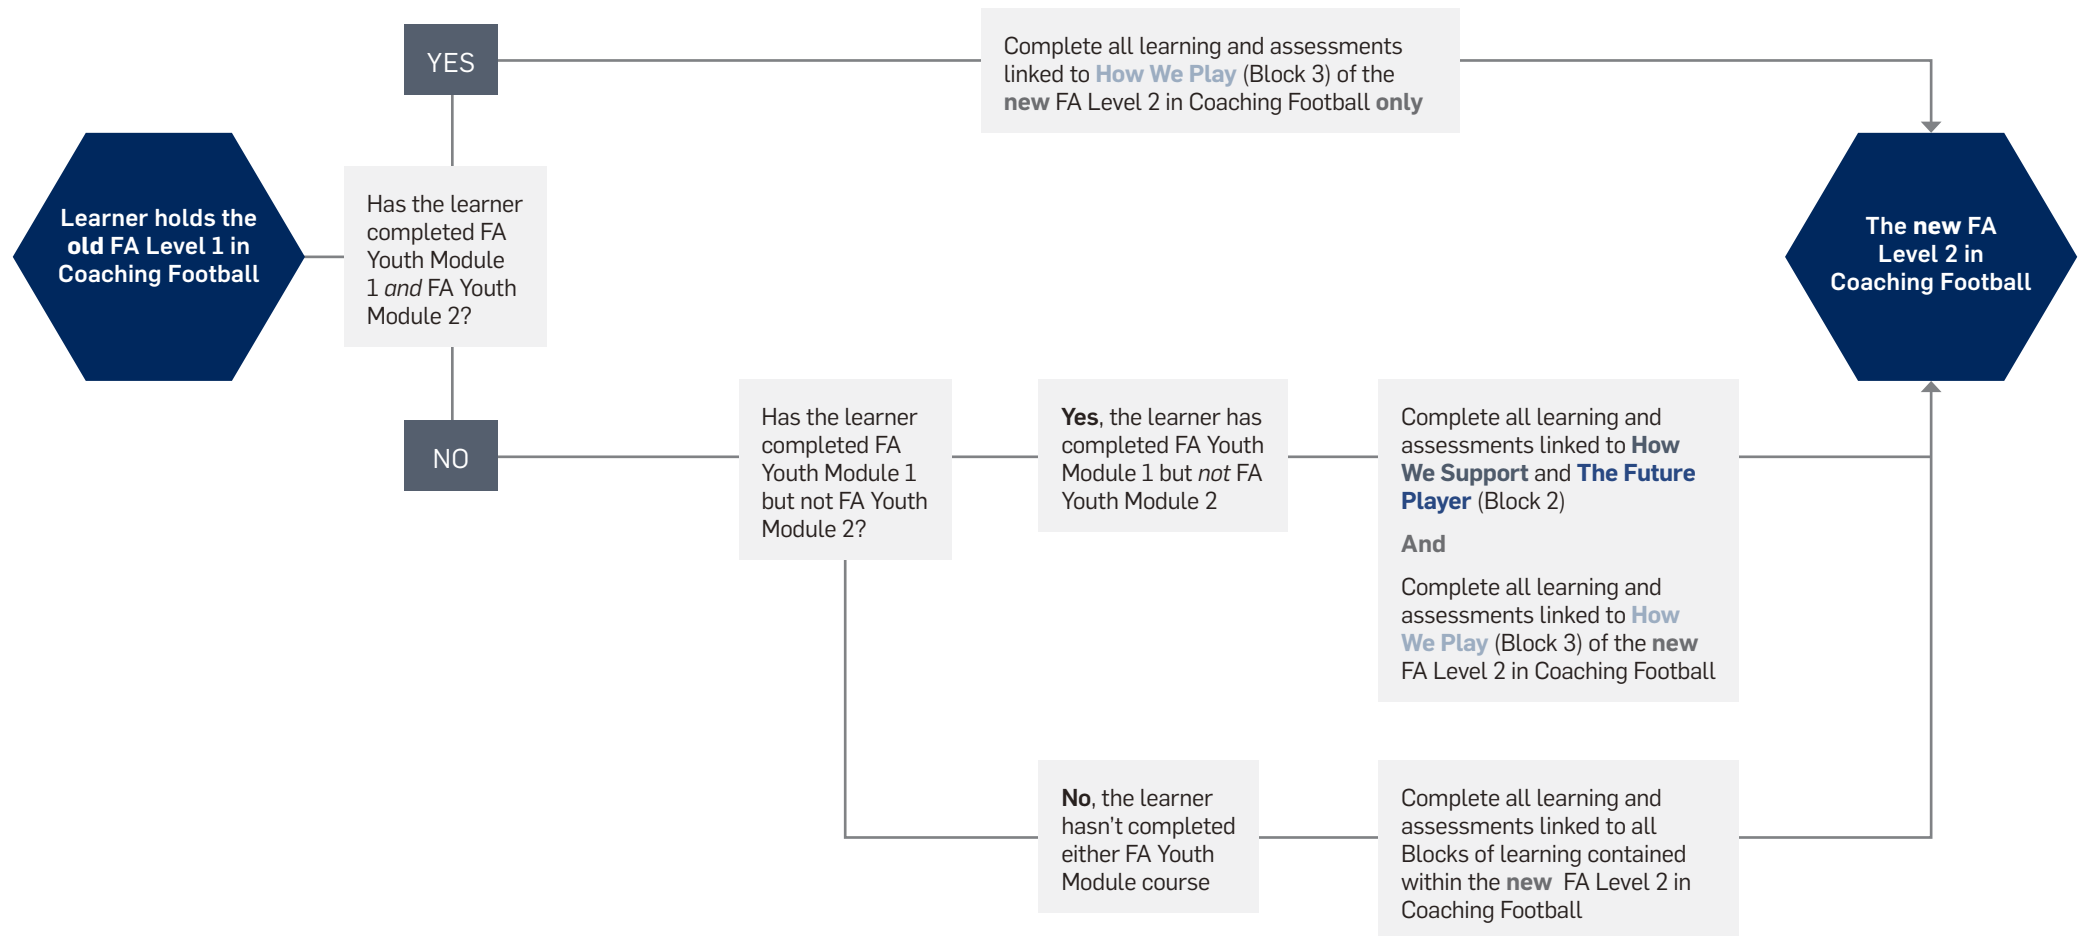 YES
Complete all learning and assessments
linked to How We Play (Block 3) of the
new FA Level 2 in Coaching Football only
Learner holds the
old FA Level 1 in
Coaching Football
Has the learner
completed FA
Youth Module
1 and FA Youth
Module 2?
The new FA
Level 2 in
Coaching Football
NO
Has the learner
completed FA
Youth Module 1
but not FA Youth
Module 2?
Yes, the learner has
completed FA Youth
Module 1 but not FA
Youth Module 2
Complete all learning and
assessments linked to How
We Support and The Future
Player (Block 2)
And
Complete all learning and
assessments linked to How
We Play (Block 3) of the new
FA Level 2 in Coaching Football
No, the learner
hasn't completed
either FA Youth
Module course
Complete all learning and
assessments linked to all
Blocks of learning contained
within the new FA Level 2 in
Coaching Football